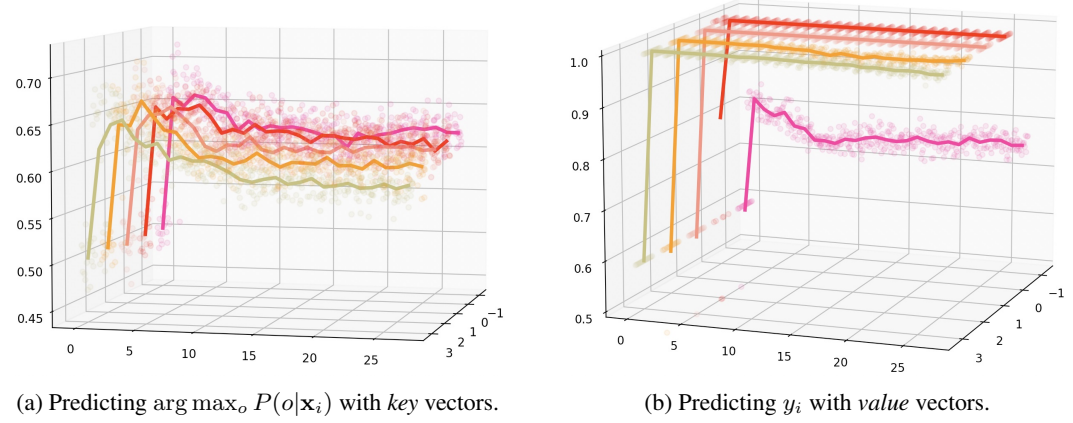 0.70
0.65
0.60
0.55
0.50
0.45
0 5 10 15 20 25
3 2 1 0 −1
(a) Predicting arg max_o P(o|x_i) with key vectors.
1.0
0.9
0.8
0.7
0.6
0.5
0 5 10 15 20 25
3 2 1 0 −1
(b) Predicting y_i with value vectors.